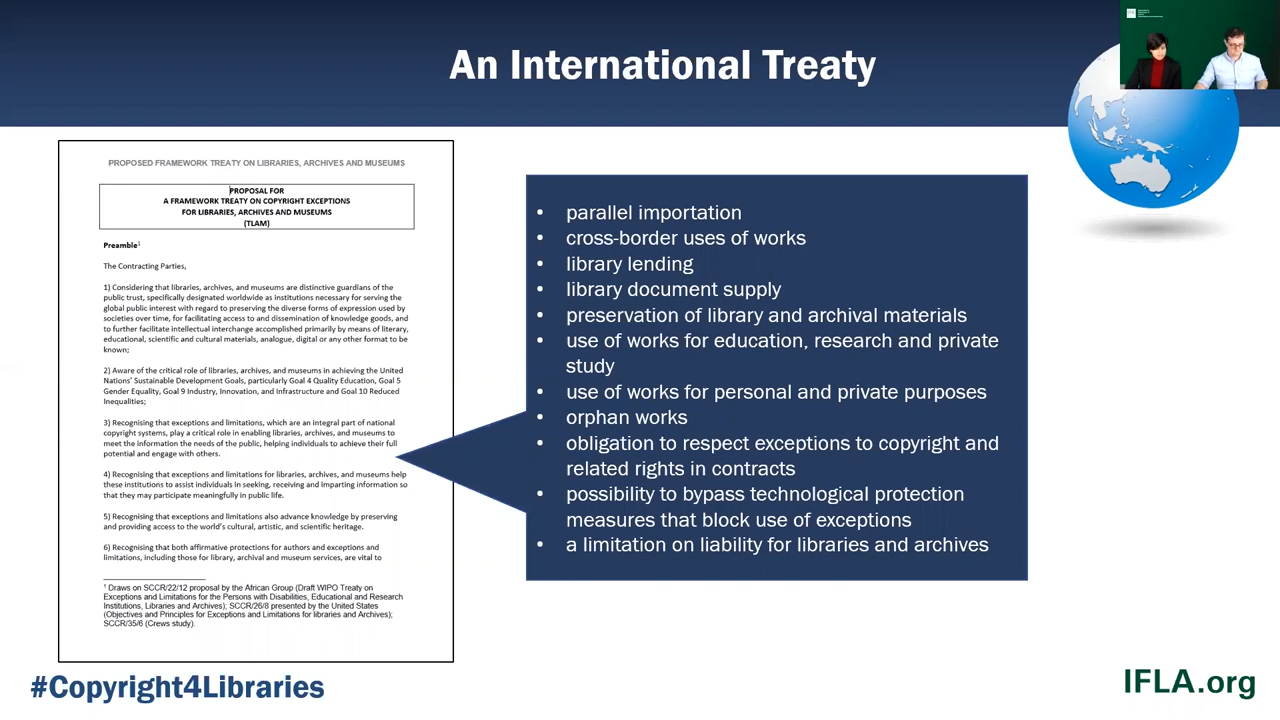 An International Treaty
IFLA
PROPOSED FRAMEWORK TREATY ON LIBRARIES, ARCHIVES AND MUSEUMS
PROPOSAL FOR
A FRAMEWORK TREATY ON COPYRIGHT EXCEPTIONS
FOR LIBRARIES, ARCHIVES AND MUSEUMS
(TLAM)
Preamble¹
The Contracting Parties,
1) Considering that libraries, archives, and museums are distinctive guardians of the
public trust, specifically designated worldwide as institutions necessary for serving the
global public interest with regard to preserving the diverse forms of expression used by
societies over time, for facilitating access to and dissemination of knowledge goods, and
to further facilitate intellectual interchange accomplished primarily by means of literary,
educational, scientific and cultural materials, analogue, digital or any other format to be
known;
2) Aware of the critical role of libraries, archives, and museums in achieving the United
Nations' Sustainable Development Goals, particularly Goal 4 Quality Education, Goal 5
Gender Equality, Goal 9 Industry, Innovation, and Infrastructure and Goal 10 Reduced
Inequalities;
3) Recognising that exceptions and limitations, which are an integral part of national
copyright systems, play a critical role in enabling libraries, archives, and museums to
meet the information the needs of the public, helping individuals to achieve their full
potential and engage with others.
4) Recognising that exceptions and limitations for libraries, archives, and museums help
these institutions to assist individuals in seeking, receiving and imparting information so
that they may participate meaningfully in public life.
5) Recognising that exceptions and limitations also advance knowledge by preserving
and providing access to the world's cultural, artistic, and scientific heritage.
6) Recognising that both affirmative protections for authors and exceptions and
limitations, including those for library, archival and museum services, are vital to
¹ Draws on SCCR/22/12 proposal by the African Group (Draft WIPO Treaty on
Exceptions and Limitations for the Persons with Disabilities, Educational and Research
Institutions, Libraries and Archives); SCCR/26/8 presented by the United States
(Objectives and Principles for Exceptions and Limitations for libraries and Archives);
SCCR/35/6 (Crews study).
• parallel importation
• cross-border uses of works
• library lending
• library document supply
• preservation of library and archival materials
• use of works for education, research and private
study
• use of works for personal and private purposes
• orphan works
• obligation to respect exceptions to copyright and
related rights in contracts
• possibility to bypass technological protection
measures that block use of exceptions
• a limitation on liability for libraries and archives
#Copyright4Libraries
IFLA.org